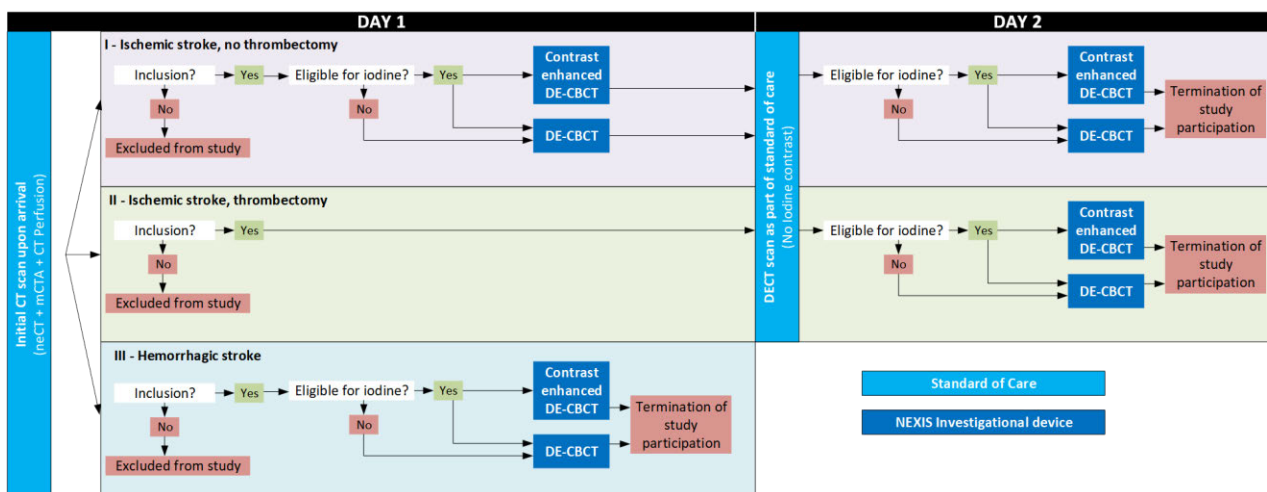 DAY 1
DAY 2
Initial CT scan upon arrival
(neCT + mCTA + CT Perfusion)
I - Ischemic stroke, no thrombectomy
Inclusion?
Yes
Eligible for iodine?
Yes
Contrast
enhanced
DE-CBCT
No
No
DE-CBCT
Excluded from study
DECT scan as part of standard of care
(No Iodine contrast)
Eligible for iodine?
Yes
Contrast
enhanced
DE-CBCT
No
DE-CBCT
Termination of
study
participation
II - Ischemic stroke, thrombectomy
Inclusion?
Yes
No
Excluded from study
Eligible for iodine?
Yes
Contrast
enhanced
DE-CBCT
No
DE-CBCT
Termination of
study
participation
III - Hemorrhagic stroke
Inclusion?
Yes
Eligible for iodine?
Yes
Contrast
enhanced
DE-CBCT
No
No
DE-CBCT
Termination of
study
participation
Excluded from study
Standard of Care
NEXIS Investigational device